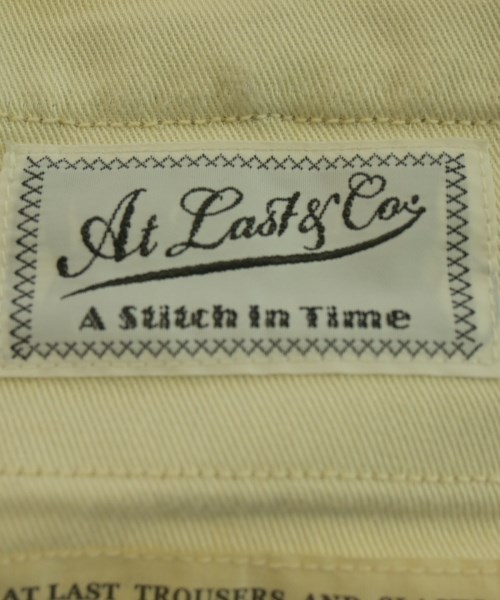 At Last & Co.
A Stitch In Time
AT LAST TROUSERS AND